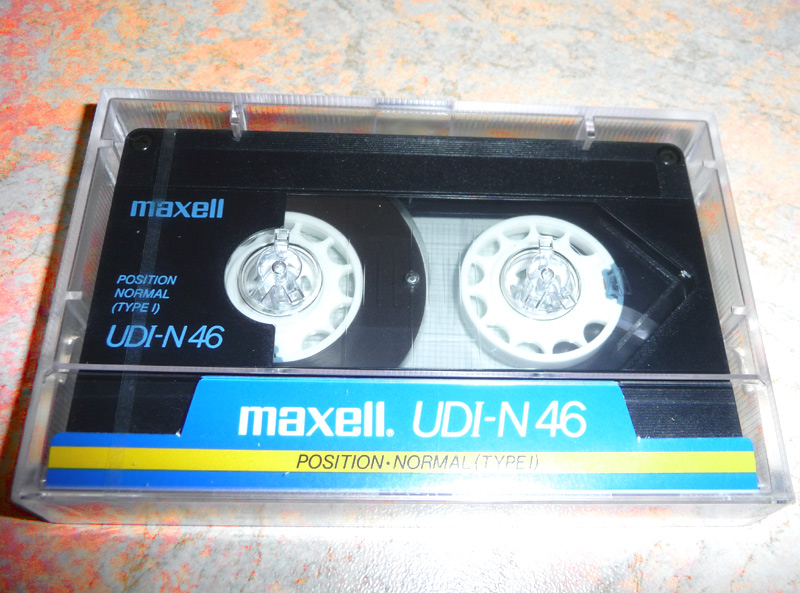 maxell
POSITION
NORMAL
(TYPE I)
UDI-N 46
maxell. UDI-N 46
POSITION·NORMAL (TYPE I)